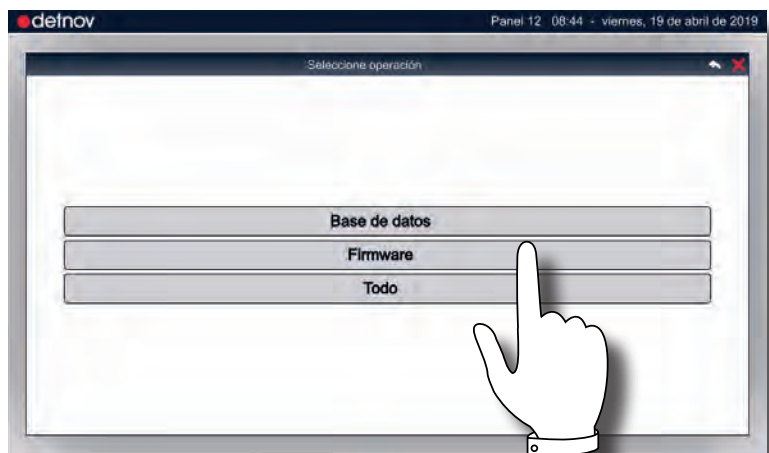 detnov
Panel 12 08:44 - viernes, 19 de abril de 2019
Seleccione operación
Base de datos
Firmware
Todo